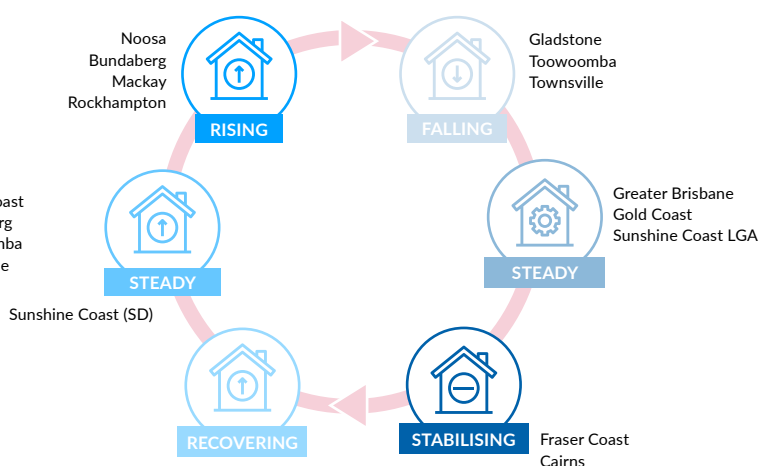 Noosa
Bundaberg
Mackay
Rockhampton
RISING
Gladstone
Toowoomba
Townsville
FALLING
Greater Brisbane
Gold Coast
Sunshine Coast LGA
STEADY
STEADY
Sunshine Coast (SD)
RECOVERING
STABILISING
Fraser Coast
Cairns